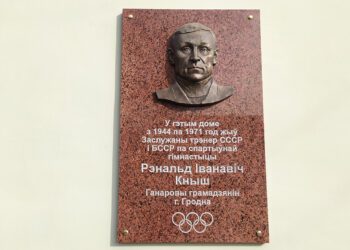 У гэтым доме
з 1944 па 1971 год жыў
Заслужаны трэнер СССР
і БССР па спартыўнай
гімнастыцы
Рэнальд Іванавіч
Кныш
Ганаровы грамадзянін
г. Гродна